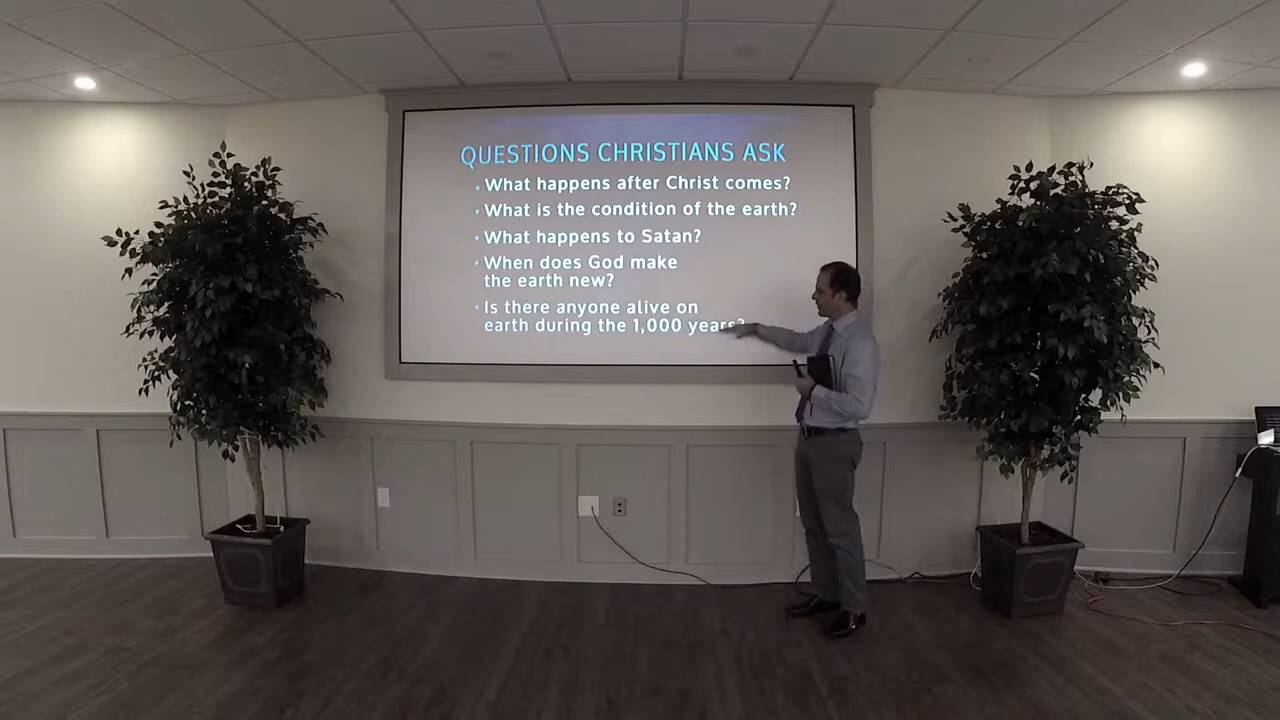 QUESTIONS CHRISTIANS ASK
• What happens after Christ comes?
• What is the condition of the earth?
• What happens to Satan?
• When does God make
the earth new?
• Is there anyone alive on
earth during the 1,000 years?